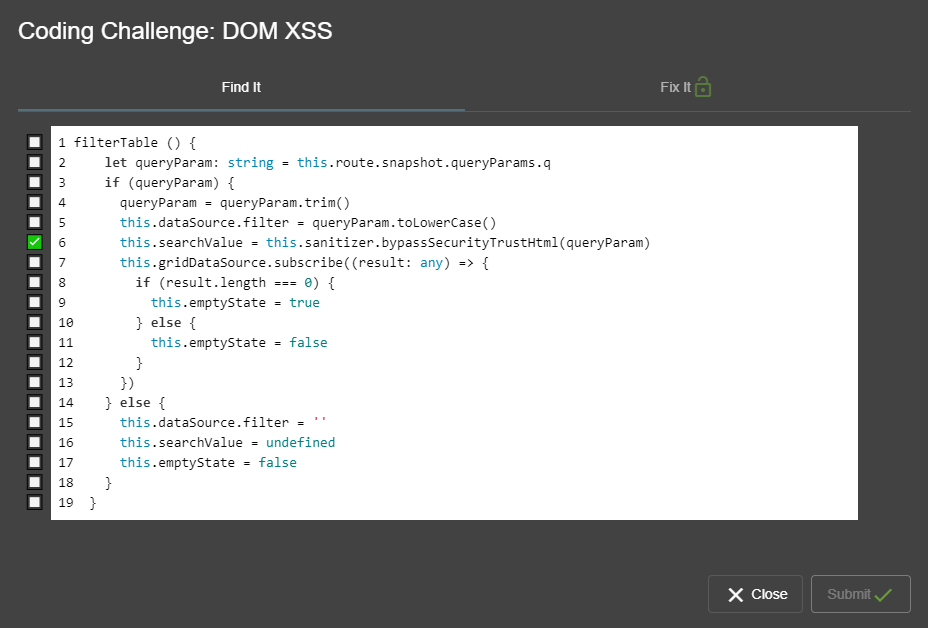 Coding Challenge: DOM XSS
Find It
Fix It
1 filterTable () {
2     let queryParam: string = this.route.snapshot.queryParams.q
3     if (queryParam) {
4       queryParam = queryParam.trim()
5       this.dataSource.filter = queryParam.toLowerCase()
6       this.searchValue = this.sanitizer.bypassSecurityTrustHtml(queryParam)
7       this.gridDataSource.subscribe((result: any) => {
8         if (result.length === 0) {
9           this.emptyState = true
10        } else {
11          this.emptyState = false
12        }
13      })
14    } else {
15      this.dataSource.filter = ''
16      this.searchValue = undefined
17      this.emptyState = false
18    }
19  }
Close
Submit